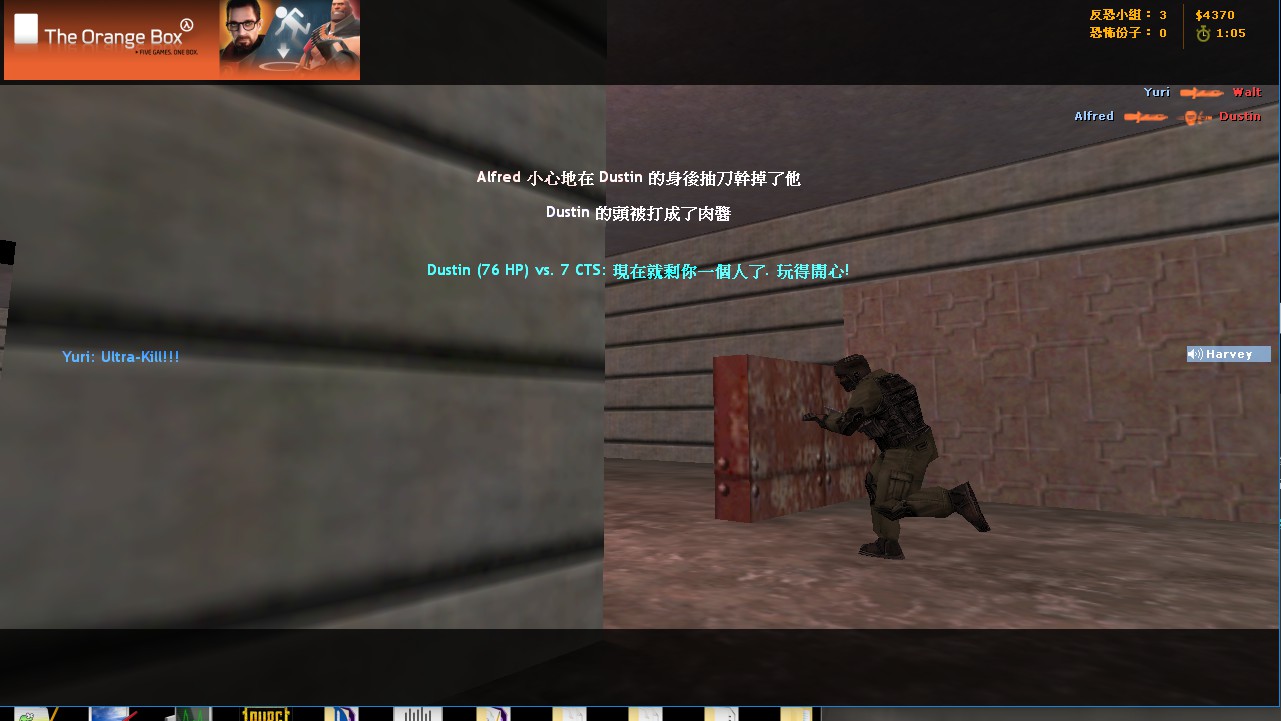 The Orange Box
• FIVE GAMES. ONE BOX.
反恐小組： 3
恐怖份子： 0
$4370
1:05
Yuri Walt
Alfred Dustin
Alfred 小心地在 Dustin 的身後抽刀幹掉了他
Dustin 的頭被打成了肉醬
Dustin (76 HP) vs. 7 CTS: 現在就剩你一個人了. 玩得開心!
Yuri: Ultra-Kill!!!
Harvey